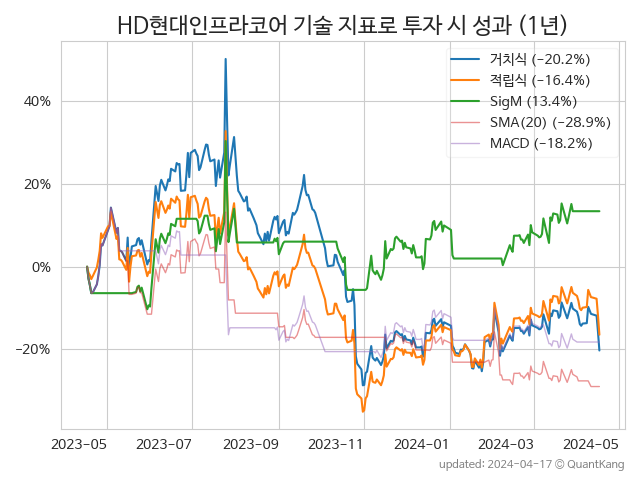 HD현대인프라코어 기술 지표로 투자 시 성과 (1년)
거치식 (−20.2%)
적립식 (−16.4%)
SigM (13.4%)
SMA(20) (−28.9%)
MACD (−18.2%)
40%
20%
0%
−20%
2023-05 2023-07 2023-09 2023-11 2024-01 2024-03 2024-05
updated: 2024-04-17 © QuantKang